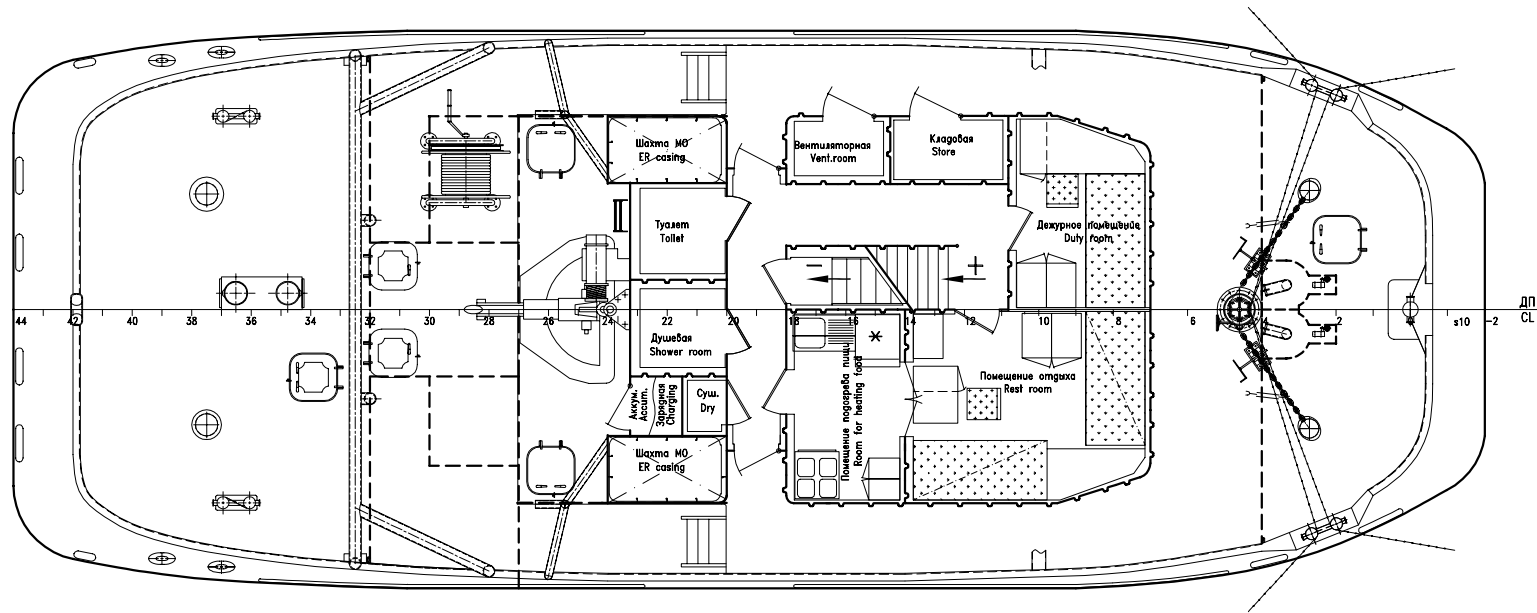 Шахта МО
ER casing
Вентиляторная
Vent.room
Кладовая
Store
Туалет
Toilet
Дежурное помещение
Duty room
−
+
ДП
CL
44
42
40
38
36
34
32
30
28
26
24
22
20
18
16
14
12
10
8
6
2
s10
-2
Душевая
Shower room
*
Помещение подогрева пищи
Room for heating food
Помещение отдыха
Rest room
Аккум.
Accum.
Зарядная
Charging
Суш.
Dry
Шахта МО
ER casing